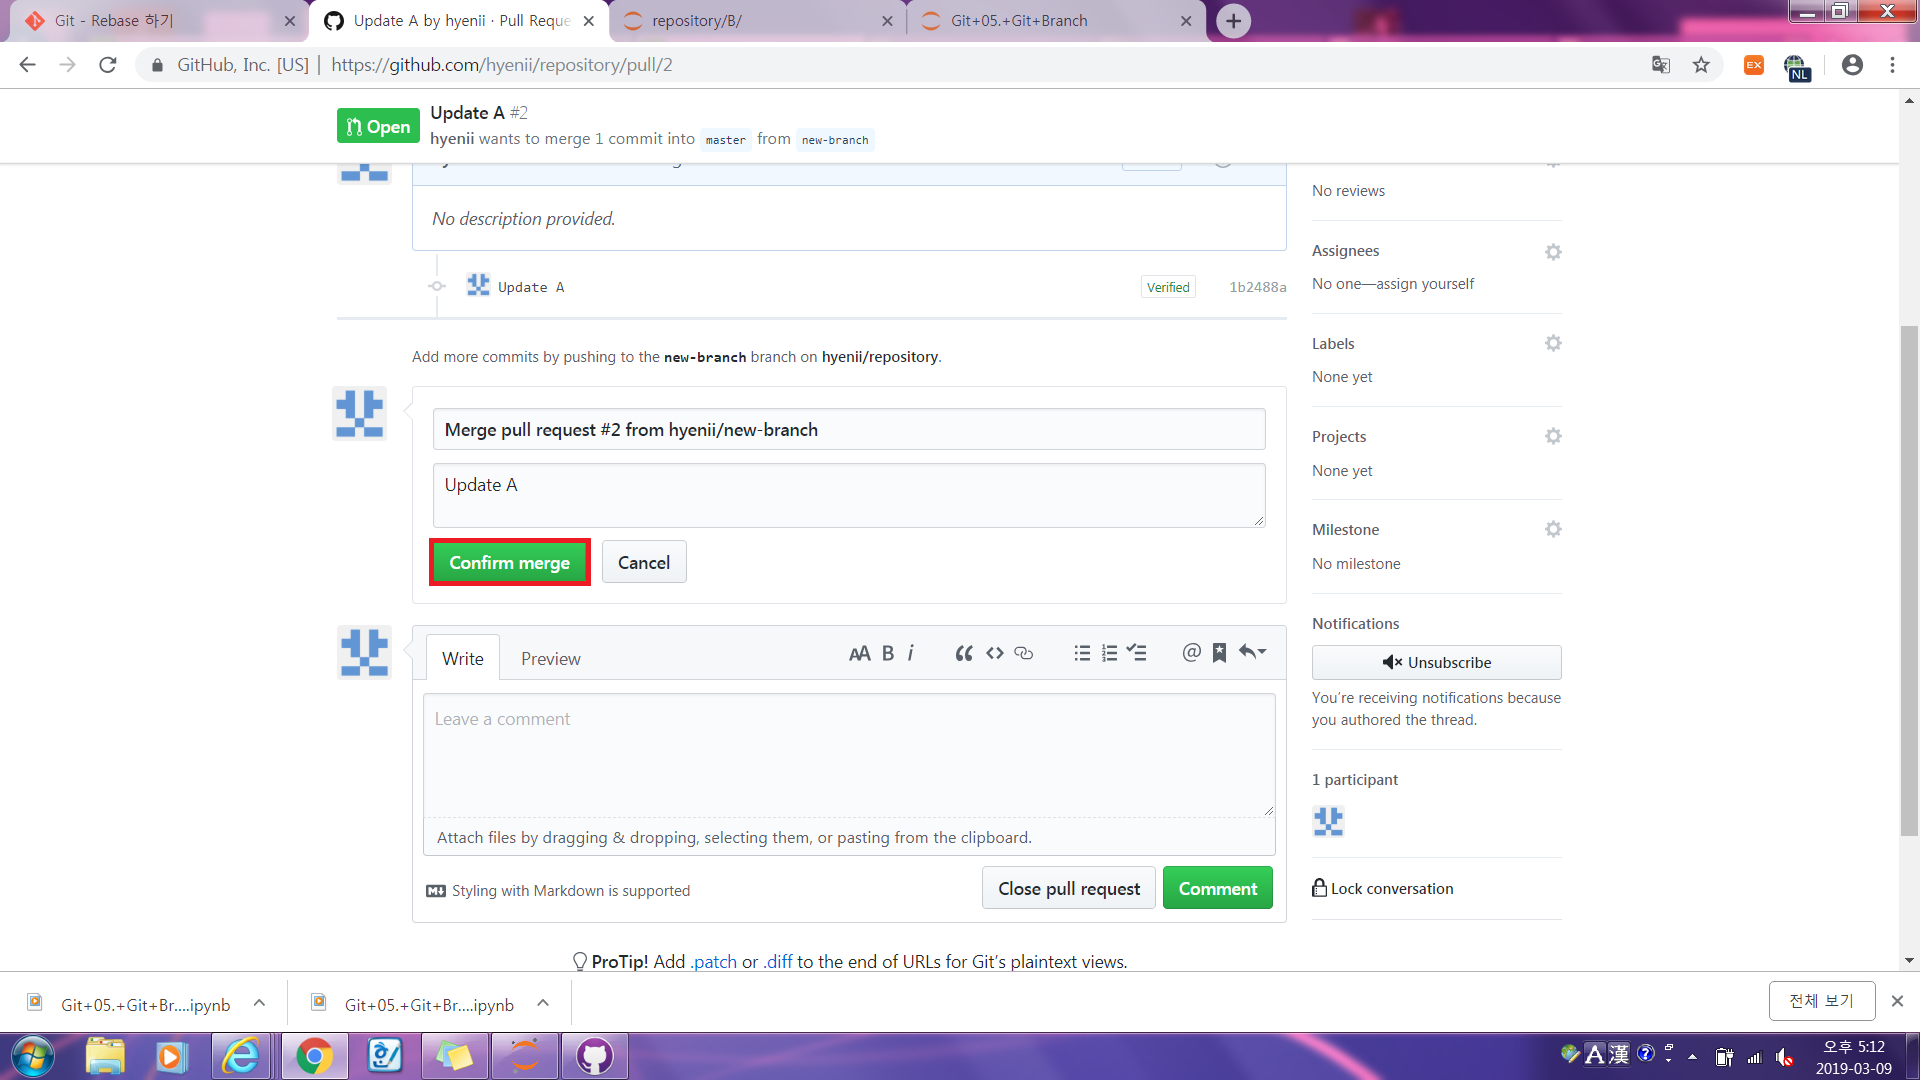 Git - Rebase 하기
Update A by hyenii · Pull Reque
repository/B/
Git+05.+Git+Branch
GitHub, Inc. [US] | https://github.com/hyenii/repository/pull/2
EX
NL
Open
Update A #2
hyenii wants to merge 1 commit into master from new-branch
No reviews
No description provided.
Assignees
No one—assign yourself
Update A
Verified
1b2488a
Labels
None yet
Add more commits by pushing to the new-branch branch on hyenii/repository.
Merge pull request #2 from hyenii/new-branch
Projects
None yet
Update A
Milestone
No milestone
Confirm merge
Cancel
Notifications
Unsubscribe
You're receiving notifications because
you authored the thread.
Write
Preview
AA B i
@
Leave a comment
1 participant
Attach files by dragging & dropping, selecting them, or pasting from the clipboard.
Styling with Markdown is supported
Close pull request
Comment
Lock conversation
ProTip! Add .patch or .diff to the end of URLs for Git's plaintext views.
Git+05.+Git+Br....ipynb
Git+05.+Git+Br....ipynb
전체 보기
A 漢
오후 5:12
2019-03-09